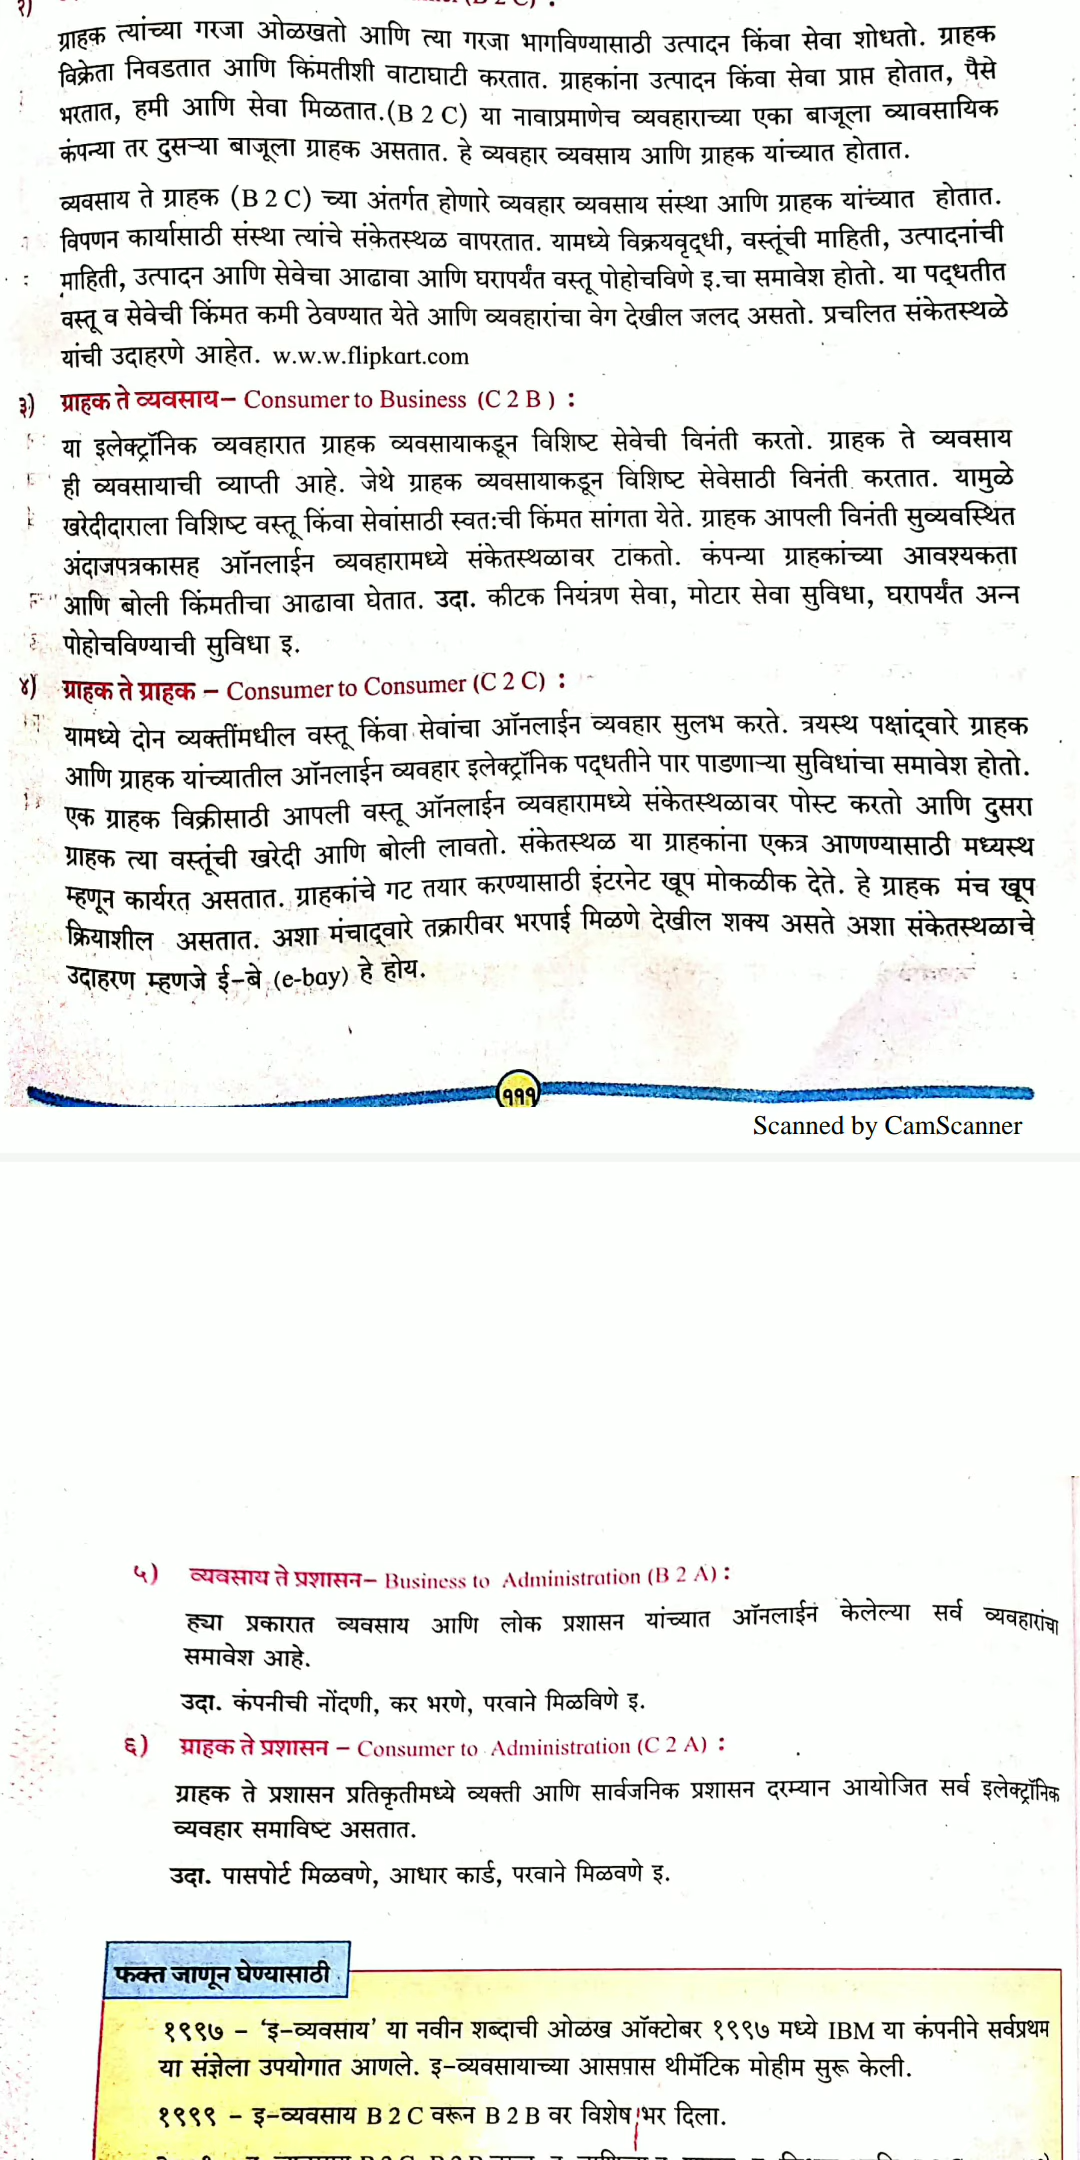 २)
(B 2 C) :
ग्राहक त्यांच्या गरजा ओळखतो आणि त्या गरजा भागविण्यासाठी उत्पादन किंवा सेवा शोधतो. ग्राहक
विक्रेता निवडतात आणि किंमतीशी वाटाघाटी करतात. ग्राहकांना उत्पादन किंवा सेवा प्राप्त होतात, पैसे
भरतात, हमी आणि सेवा मिळतात.(B 2 C) या नावाप्रमाणेच व्यवहाराच्या एका बाजूला व्यावसायिक
कंपन्या तर दुसऱ्या बाजूला ग्राहक असतात. हे व्यवहार व्यवसाय आणि ग्राहक यांच्यात होतात.
व्यवसाय ते ग्राहक (B 2 C) च्या अंतर्गत होणारे व्यवहार व्यवसाय संस्था आणि ग्राहक यांच्यात होतात.
विपणन कार्यासाठी संस्था त्यांचे संकेतस्थळ वापरतात. यामध्ये विक्रयवृद्धी, वस्तूंची माहिती, उत्पादनांची
माहिती, उत्पादन आणि सेवेचा आढावा आणि घरापर्यंत वस्तू पोहोचविणे इ.चा समावेश होतो. या पद्धतीत
वस्तू व सेवेची किंमत कमी ठेवण्यात येते आणि व्यवहारांचा वेग देखील जलद असतो. प्रचलित संकेतस्थळे
यांची उदाहरणे आहेत. w.w.w.flipkart.com
३) ग्राहक ते व्यवसाय– Consumer to Business (C 2 B) :
या इलेक्ट्रॉनिक व्यवहारात ग्राहक व्यवसायाकडून विशिष्ट सेवेची विनंती करतो. ग्राहक ते व्यवसाय
ही व्यवसायाची व्याप्ती आहे. जेथे ग्राहक व्यवसायाकडून विशिष्ट सेवेसाठी विनंती करतात. यामुळे
खरेदीदाराला विशिष्ट वस्तू किंवा सेवांसाठी स्वतःची किंमत सांगता येते. ग्राहक आपली विनंती सुव्यवस्थित
अंदाजपत्रकासह ऑनलाईन व्यवहारामध्ये संकेतस्थळावर टाकतो. कंपन्या ग्राहकांच्या आवश्यकता
आणि बोली किंमतीचा आढावा घेतात. उदा. कीटक नियंत्रण सेवा, मोटार सेवा सुविधा, घरापर्यंत अन्न
पोहोचविण्याची सुविधा इ.
४) ग्राहक ते ग्राहक – Consumer to Consumer (C 2 C) :
यामध्ये दोन व्यक्तींमधील वस्तू किंवा सेवांचा ऑनलाईन व्यवहार सुलभ करते. त्रयस्थ पक्षांद्वारे ग्राहक
आणि ग्राहक यांच्यातील ऑनलाईन व्यवहार इलेक्ट्रॉनिक पद्धतीने पार पाडणाऱ्या सुविधांचा समावेश होतो.
एक ग्राहक विक्रीसाठी आपली वस्तू ऑनलाईन व्यवहारामध्ये संकेतस्थळावर पोस्ट करतो आणि दुसरा
ग्राहक त्या वस्तूंची खरेदी आणि बोली लावतो. संकेतस्थळ या ग्राहकांना एकत्र आणण्यासाठी मध्यस्थ
म्हणून कार्यरत असतात. ग्राहकांचे गट तयार करण्यासाठी इंटरनेट खूप मोकळीक देते. हे ग्राहक मंच खूप
क्रियाशील असतात. अशा मंचाद्वारे तक्रारीवर भरपाई मिळणे देखील शक्य असते अशा संकेतस्थळाचे
उदाहरण म्हणजे ई–बे (e-bay) हे होय.
१११
Scanned by CamScanner
५) व्यवसाय ते प्रशासन– Business to Administration (B 2 A) :
ह्या प्रकारात व्यवसाय आणि लोक प्रशासन यांच्यात ऑनलाईन केलेल्या सर्व व्यवहारांचा
समावेश आहे.
उदा. कंपनीची नोंदणी, कर भरणे, परवाने मिळविणे इ.
६) ग्राहक ते प्रशासन – Consumer to Administration (C 2 A) :
ग्राहक ते प्रशासन प्रतिकृतीमध्ये व्यक्ती आणि सार्वजनिक प्रशासन दरम्यान आयोजित सर्व इलेक्ट्रॉनिक
व्यवहार समाविष्ट असतात.
उदा. पासपोर्ट मिळवणे, आधार कार्ड, परवाने मिळवणे इ.
फक्त जाणून घेण्यासाठी
१९९७ – ‘इ–व्यवसाय’ या नवीन शब्दाची ओळख ऑक्टोबर १९९७ मध्ये IBM या कंपनीने सर्वप्रथम
या संज्ञेला उपयोगात आणले. इ–व्यवसायाच्या आसपास थीमॅटिक मोहीम सुरू केली.
१९९९ – इ–व्यवसाय B 2 C वरून B 2 B वर विशेष भर दिला.